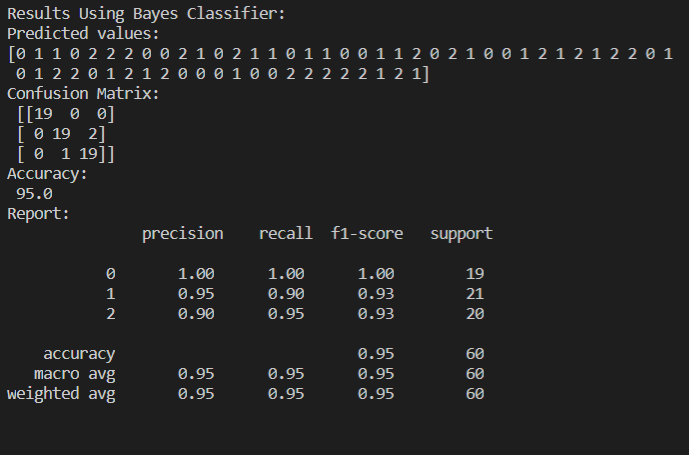 Results Using Bayes Classifier:
Predicted values:
[0 1 1 0 2 2 2 0 0 2 1 0 2 1 1 0 1 1 0 0 1 1 2 0 2 1 0 0 1 2 1 2 1 2 2 0 1
 0 1 2 2 0 1 2 1 2 0 0 0 1 0 0 2 2 2 2 2 1 2 1]
Confusion Matrix:
 [[19  0  0]
 [ 0 19  2]
 [ 0  1 19]]
Accuracy:
 95.0
Report:
               precision    recall  f1-score   support

           0       1.00      1.00      1.00        19
           1       0.95      0.90      0.93        21
           2       0.90      0.95      0.93        20

    accuracy                           0.95        60
   macro avg       0.95      0.95      0.95        60
weighted avg       0.95      0.95      0.95        60